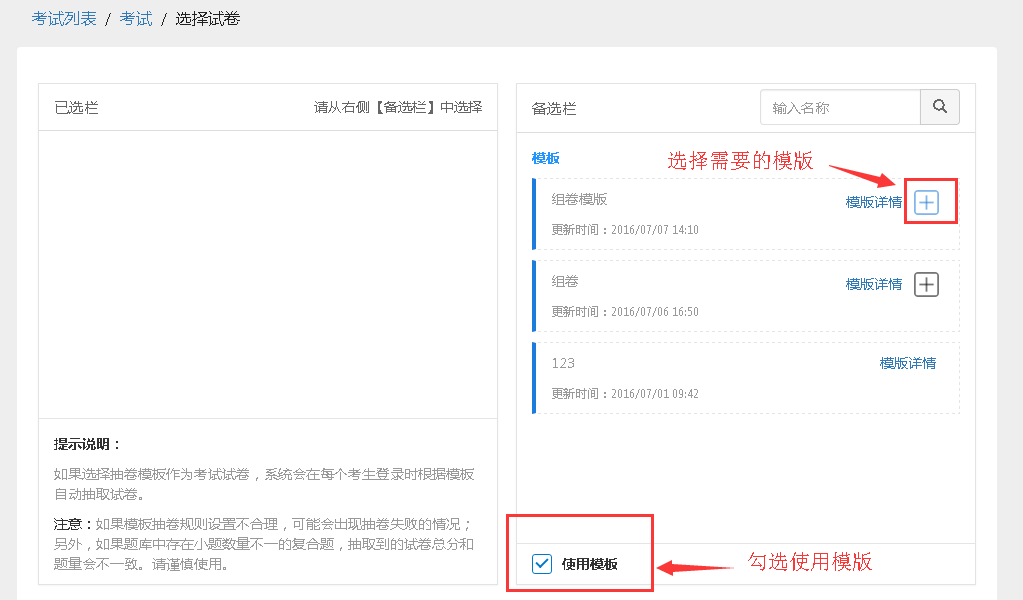 考试列表 / 考试 / 选择试卷
已选栏
请从右侧【备选栏】中选择
提示说明：
如果选择抽卷模板作为考试试卷，系统会在每个考生登录时根据模板
自动抽取试卷。
注意：如果模板抽卷规则设置不合理，可能会出现抽卷失败的情况；
另外，如果题库中存在小题数量不一的复合题，抽取到的试卷总分和
题量会不一致。请谨慎使用。
备选栏
输入名称
模板
选择需要的模版
组卷模版
模版详情
更新时间：2016/07/07 14:10
组卷
模版详情
更新时间：2016/07/06 16:50
123
模版详情
更新时间：2016/07/01 09:42
使用模板
勾选使用模版